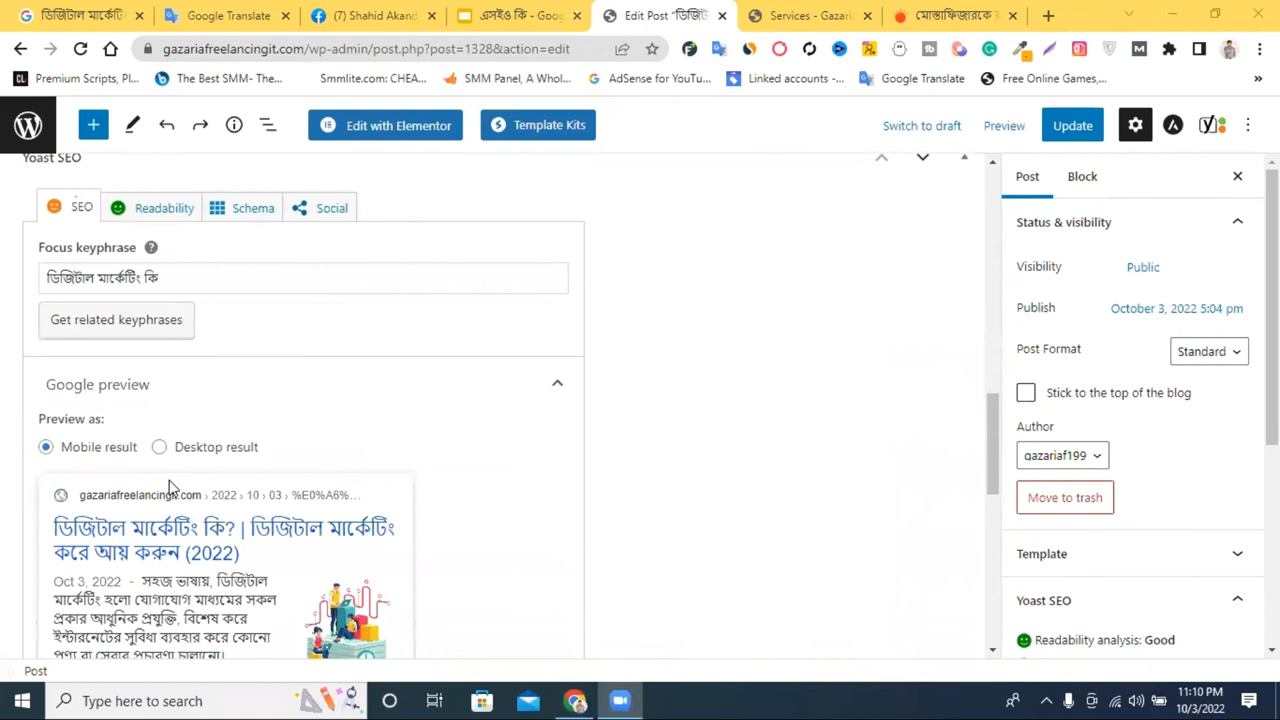 ডিজিটাল মার্কেটি
Google Translate
(7) Shahid Akand
এসইও কি - Goog
Edit Post "ডিজিট
Services - Gazaria
মোস্তাফিজারকে
gazariafreelancingit.com/wp-admin/post.php?post=1328&action=edit
Premium Scripts, Pl...
The Best SMM- The...
Smmlite.com: CHEA...
SMM Panel, A Whol...
AdSense for YouTu...
Linked accounts -...
Google Translate
Free Online Games,...
Edit with Elementor
Template Kits
Switch to draft
Preview
Update
Yoast SEO
SEO
Readability
Schema
Social
Focus keyphrase
ডিজিটাল মার্কেটিং কি
Get related keyphrases
Google preview
Preview as:
Mobile result
Desktop result
gazariafreelancingit.com › 2022 › 10 › 03 › %E0%A6%...
ডিজিটাল মার্কেটিং কি? | ডিজিটাল মার্কেটিং
করে আয় করুন (2022)
Oct 3, 2022 - সহজ ভাষায়, ডিজিটাল
মার্কেটিং হলো যোগাযোগ মাধ্যমের সকল
প্রকার আধুনিক প্রযুক্তি, বিশেষ করে
ইন্টারনেটের সুবিধা ব্যবহার করে কোনো
পণ্য বা সেবার প্রচারণা চালানো।
Post
Block
Status & visibility
Visibility
Public
Publish
October 3, 2022 5:04 pm
Post Format
Standard
Stick to the top of the blog
Author
gazariaf199
Move to trash
Template
Yoast SEO
Readability analysis: Good
Post
Type here to search
11:10 PM
10/3/2022